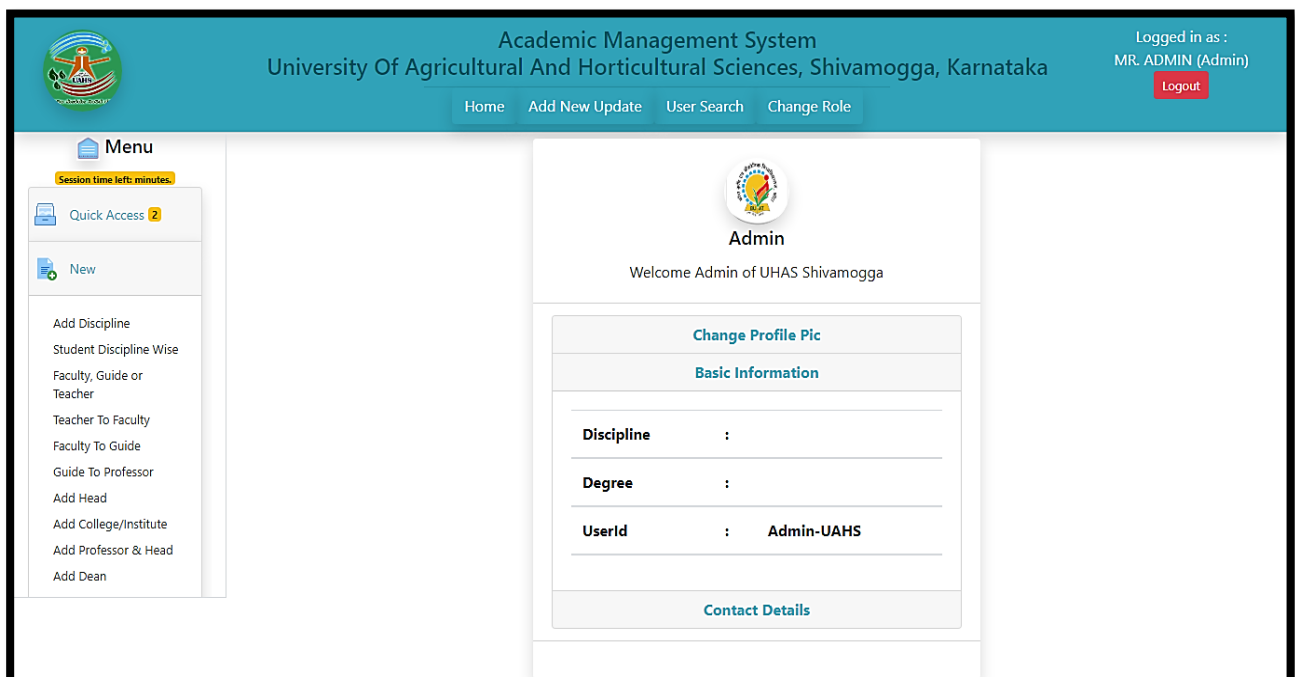 Academic Management System
University Of Agricultural And Horticultural Sciences, Shivamogga, Karnataka
Logged in as :
MR. ADMIN (Admin)
Logout
UAHS
Home Add New Update User Search Change Role
Menu
Session time left: minutes.
Quick Access 2
New
Add Discipline
Student Discipline Wise
Faculty, Guide or
Teacher
Teacher To Faculty
Faculty To Guide
Guide To Professor
Add Head
Add College/Institute
Add Professor & Head
Add Dean
Admin
Welcome Admin of UHAS Shivamogga
Change Profile Pic
Basic Information
Discipline :
Degree :
UserId : Admin-UAHS
Contact Details